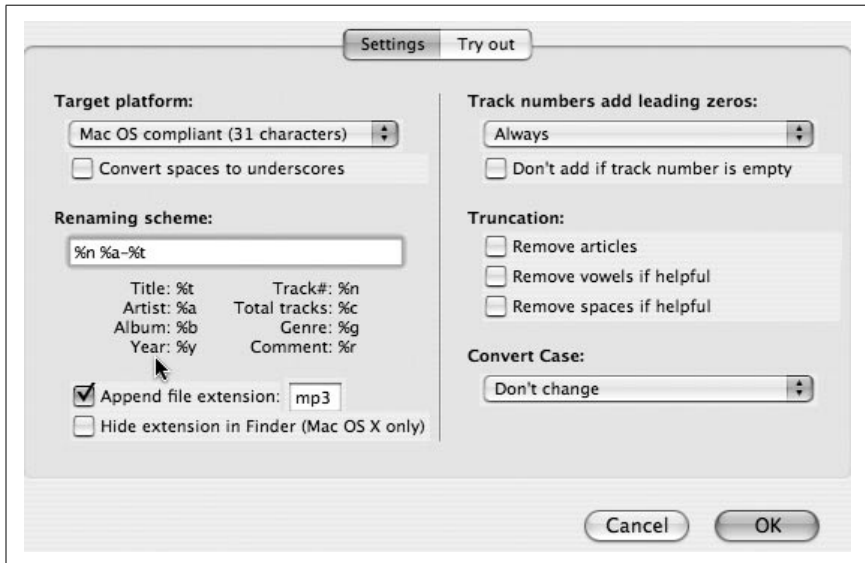 Settings Try out
Target platform:
Mac OS compliant (31 characters)
Convert spaces to underscores
Renaming scheme:
%n %a-%t
Title: %t Track#: %n
Artist: %a Total tracks: %c
Album: %b Genre: %g
Year: %y Comment: %r
Append file extension: mp3
Hide extension in Finder (Mac OS X only)
Track numbers add leading zeros:
Always
Don't add if track number is empty
Truncation:
Remove articles
Remove vowels if helpful
Remove spaces if helpful
Convert Case:
Don't change
Cancel OK